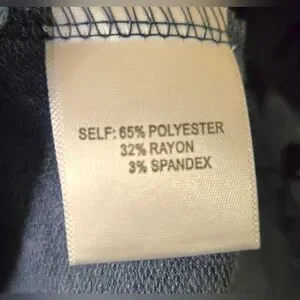 SELF: 65% POLYESTER
32% RAYON
3% SPANDEX